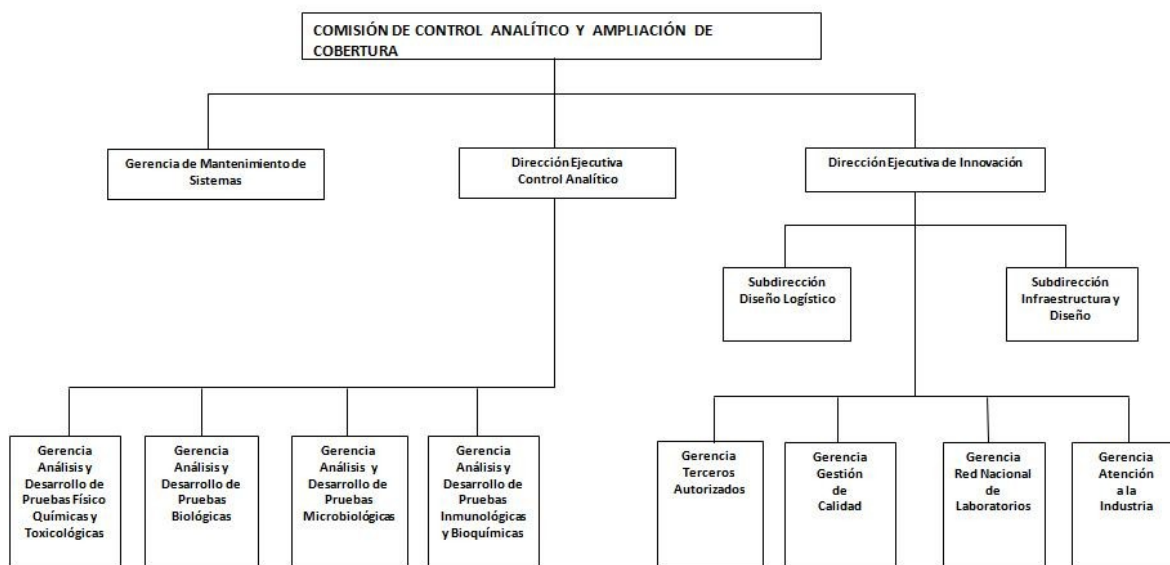 COMISIÓN DE CONTROL ANALÍTICO Y AMPLIACIÓN DE
COBERTURA
Gerencia de Mantenimiento de
Sistemas
Dirección Ejecutiva
Control Analítico
Dirección Ejecutiva de Innovación
Subdirección
Diseño Logístico
Subdirección
Infraestructura y
Diseño
Gerencia
Análisis y
Desarrollo de
Pruebas Físico
Químicas y
Toxicológicas
Gerencia
Análisis y
Desarrollo de
Pruebas
Biológicas
Gerencia
Análisis y
Desarrollo de
Pruebas
Microbiológicas
Gerencia
Análisis y
Desarrollo de
Pruebas
Inmunológicas
y Bioquímicas
Gerencia
Terceros
Autorizados
Gerencia
Gestión
de
Calidad
Gerencia
Red Nacional
de
Laboratorios
Gerencia
Atención
a la
Industria